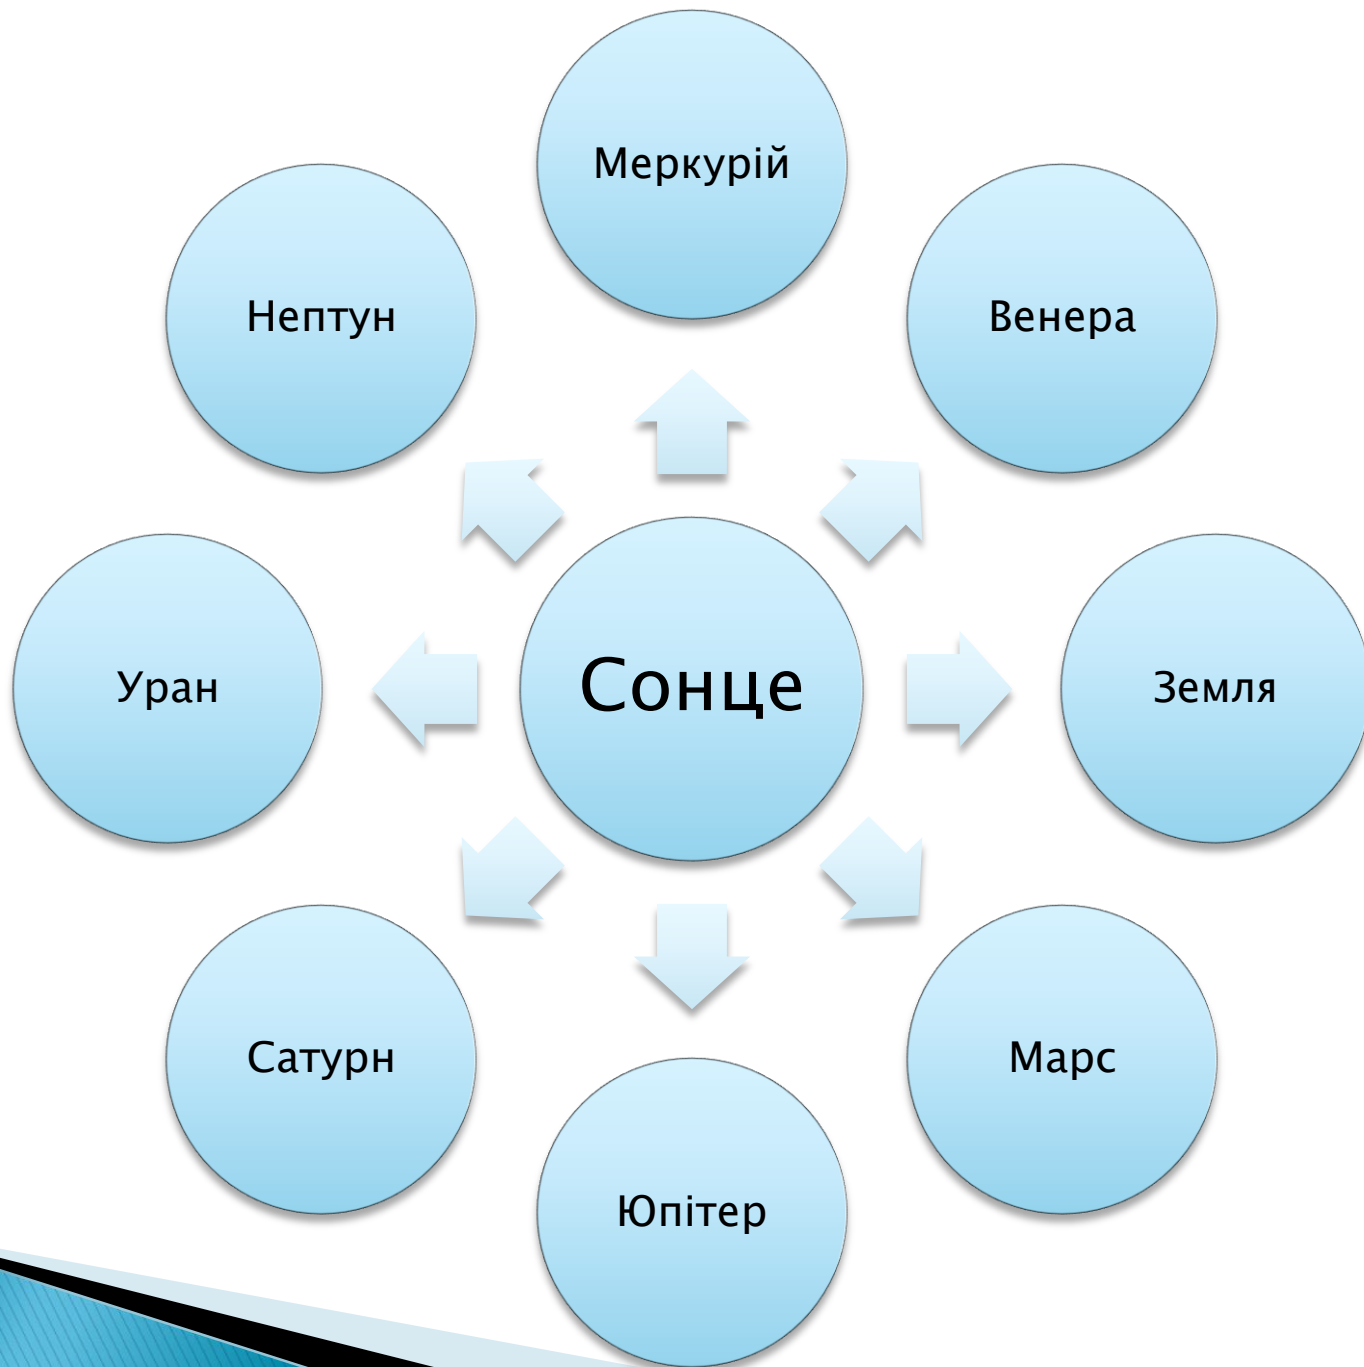 Меркурій
Венера
Земля
Марс
Юпітер
Сатурн
Уран
Нептун
Сонце